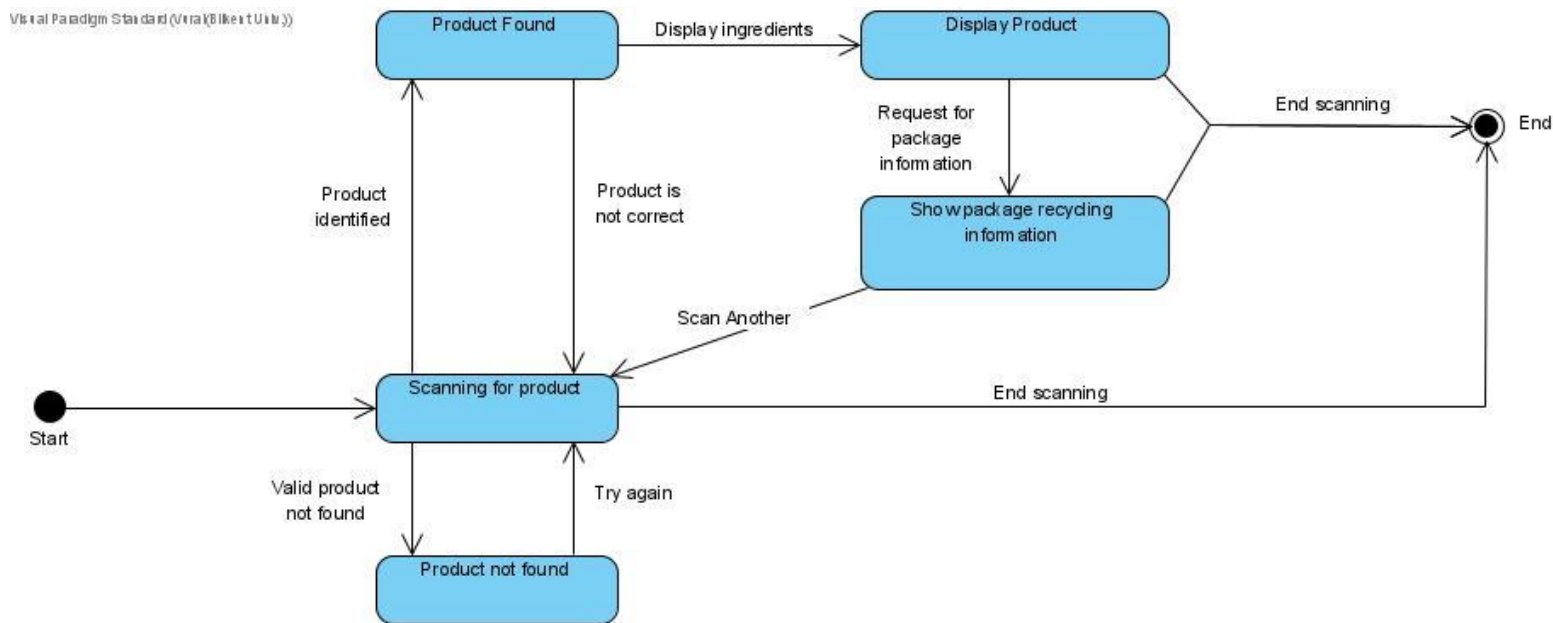 Visual Paradigm Standard(Vural(Bilkent Univ.))
Product Found
Display ingredients
Display Product
End scanning
End
Request for
package
information
Product
identified
Product is
not correct
Show package recycling
information
Scan Another
Scanning for product
End scanning
Start
Valid product
not found
Try again
Product not found